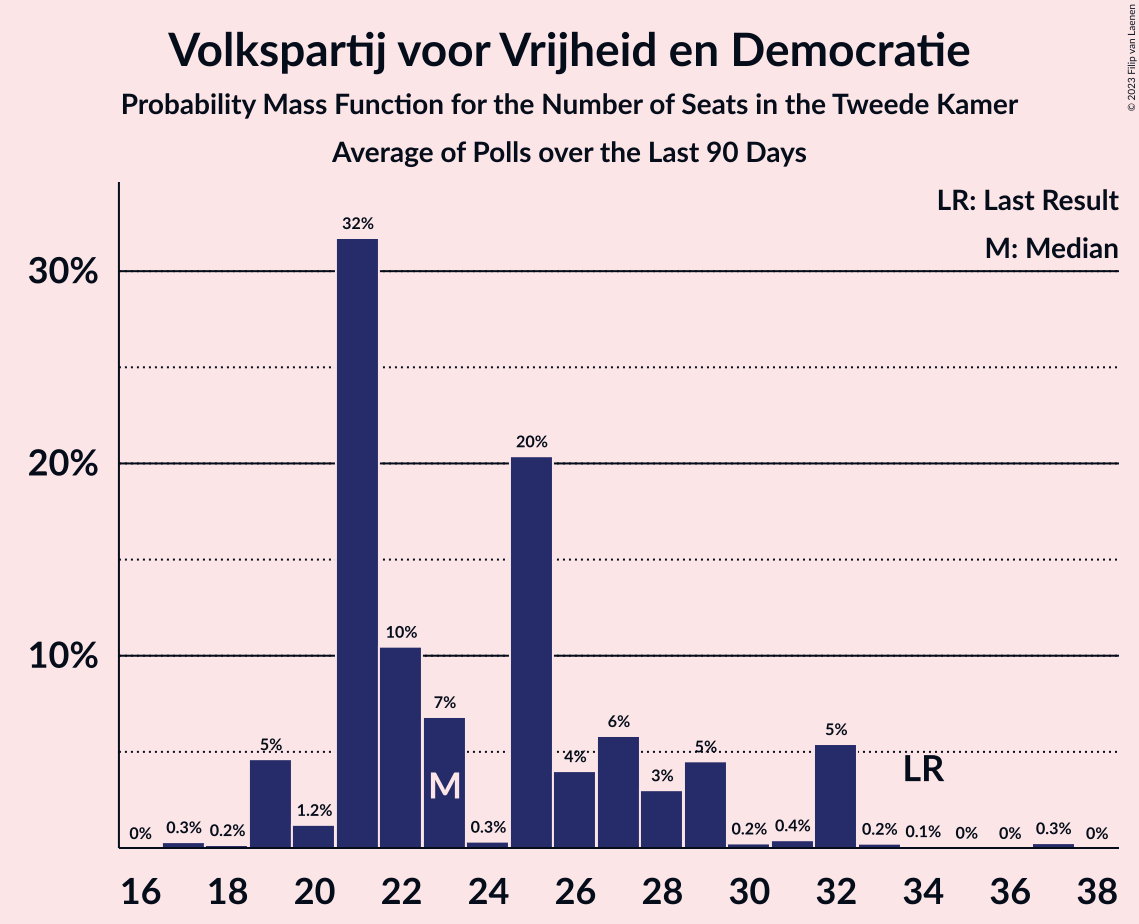 Volkspartij voor Vrijheid en Democratie
Probability Mass Function for the Number of Seats in the Tweede Kamer
Average of Polls over the Last 90 Days
© 2023 Filip van Laenen
LR: Last Result
M: Median
30%
20%
10%
0%
0.3%
0.2%
5%
1.2%
32%
10%
7%
0.3%
20%
4%
6%
3%
5%
0.2%
0.4%
5%
0.2%
0.1%
0%
0%
0.3%
0%
M
LR
16 18 20 22 24 26 28 30 32 34 36 38